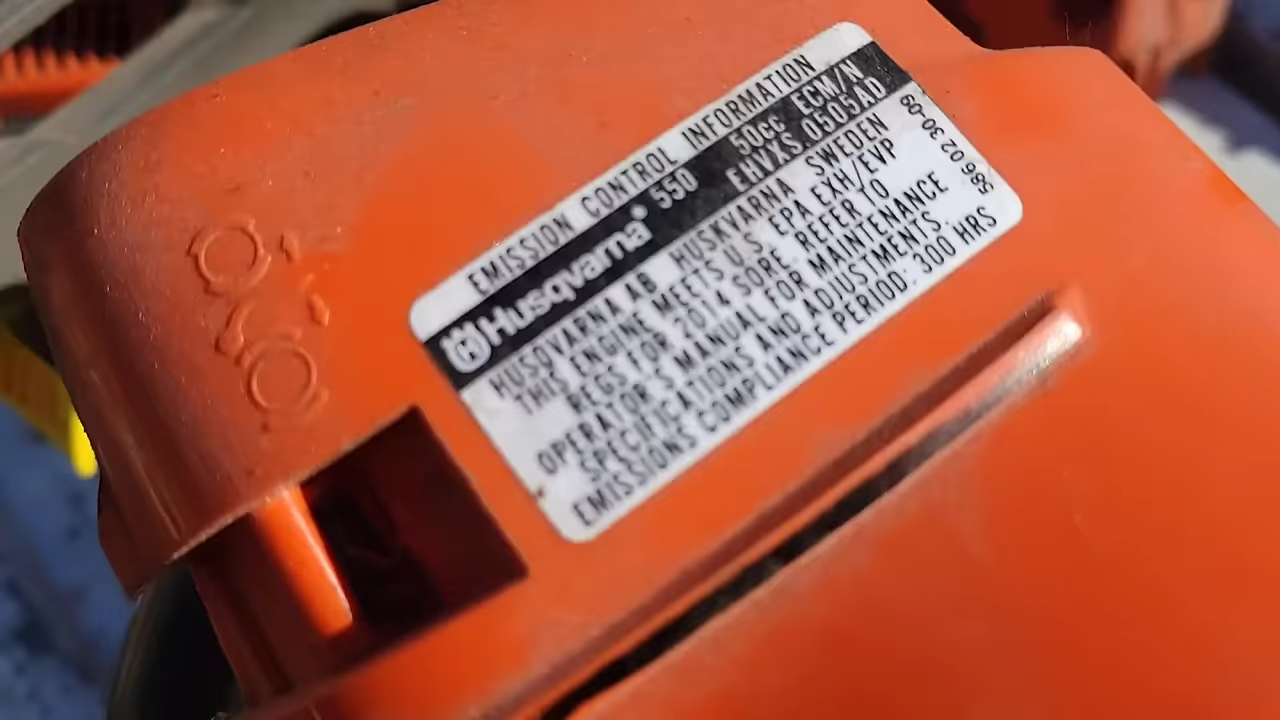 EMISSION CONTROL INFORMATION
Husqvarna® 550 50cc ECM/N
EHVXS.0505AD
HUSQVARNA AB HUSKVARNA SWEDEN
THIS ENGINE MEETS U.S. EPA EXH/EVP
REGS FOR 2014 SORE. REFER TO
OPERATOR'S MANUAL FOR MAINTENANCE
SPECIFICATIONS AND ADJUSTMENTS.
EMISSIONS COMPLIANCE PERIOD: 300 HRS
586 02 30-09